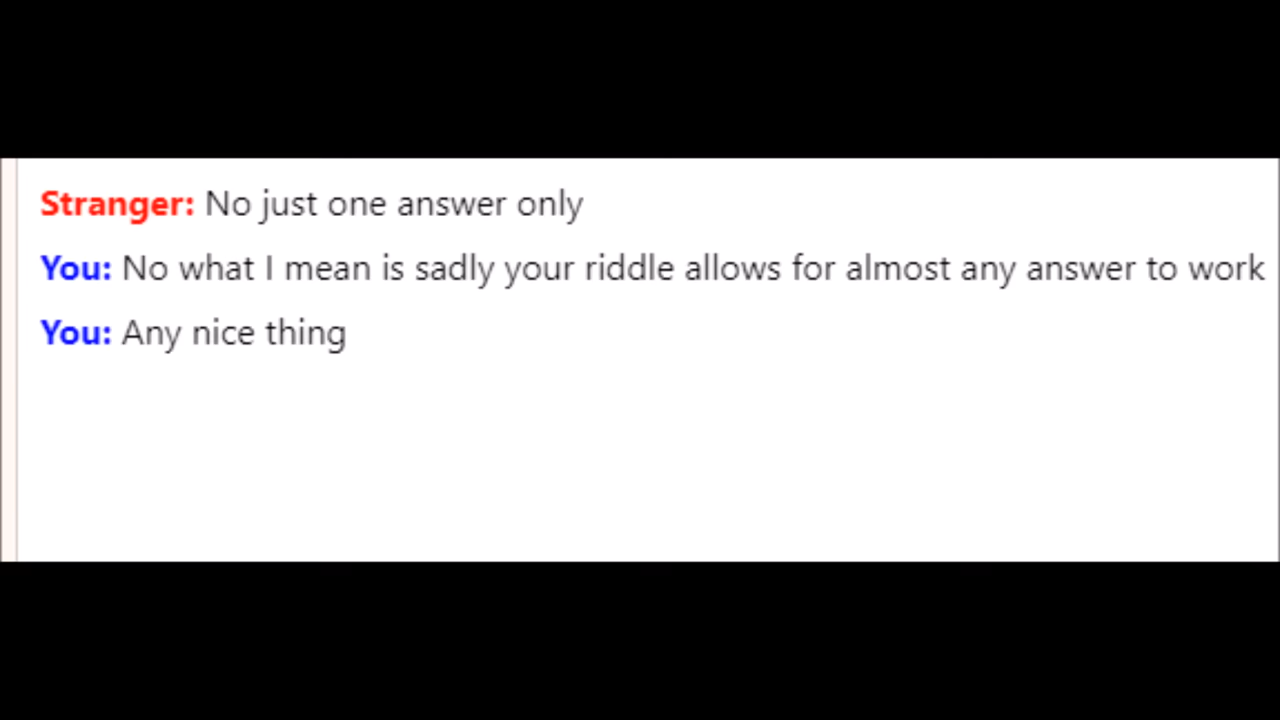 Stranger: No just one answer only
You: No what I mean is sadly your riddle allows for almost any answer to work
You: Any nice thing